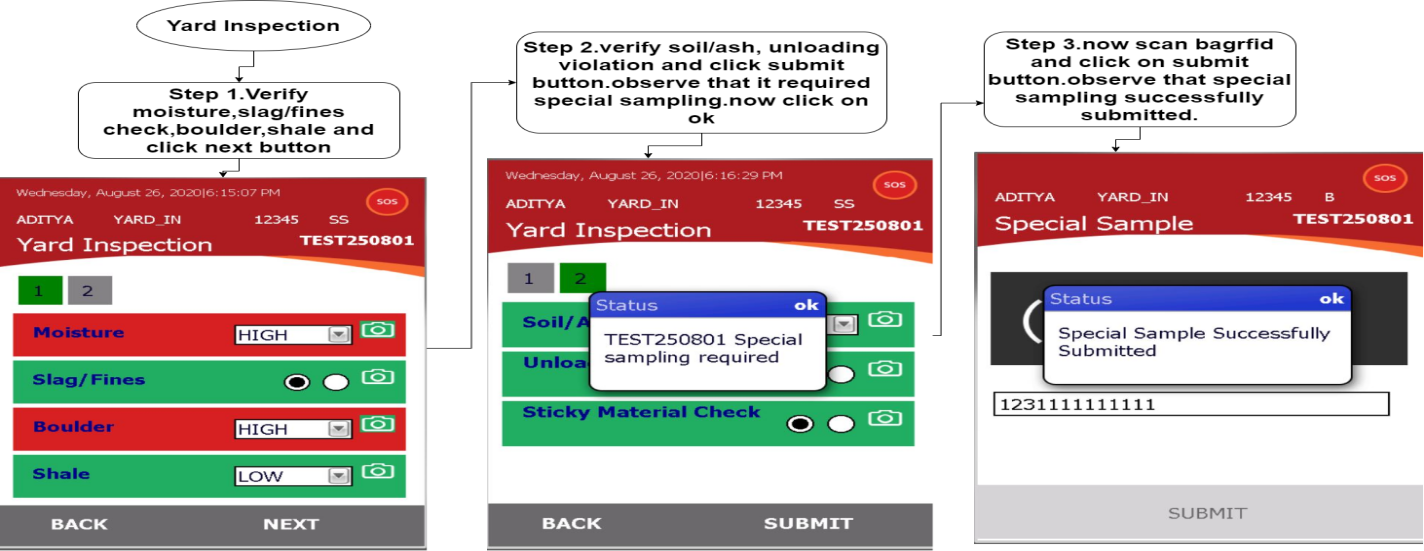 Yard Inspection
Step 1.Verify
moisture,slag/fines
check,boulder,shale and
click next button
Wednesday, August 26, 2020|6:15:07 PM
SOS
ADITYA YARD_IN 12345 SS
Yard Inspection TEST250801
1 2
Moisture HIGH
Slag/Fines
Boulder HIGH
Shale LOW
BACK NEXT
Step 2.verify soil/ash, unloading
violation and click submit
button.observe that it required
special sampling.now click on
ok
Wednesday, August 26, 2020|6:16:29 PM
SOS
ADITYA YARD_IN 12345 SS
Yard Inspection TEST250801
1 2
Status ok
Soil/A
TEST250801 Special
sampling required
Unloa
Sticky Material Check
BACK SUBMIT
Step 3.now scan bagrfid
and click on submit
button.observe that special
sampling successfully
submitted.
SOS
ADITYA YARD_IN 12345 B
Special Sample TEST250801
Status ok
Special Sample Successfully
Submitted
1231111111111
SUBMIT